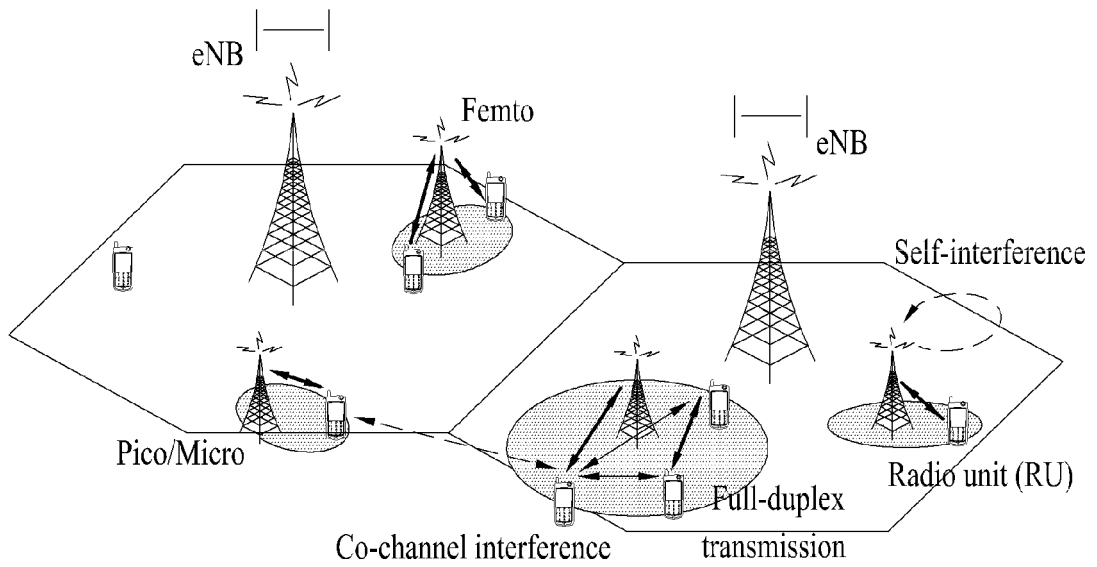 eNB
Femto
eNB
Self-interference
Pico/Micro
Radio unit (RU)
Full-duplex
transmission
Co-channel interference